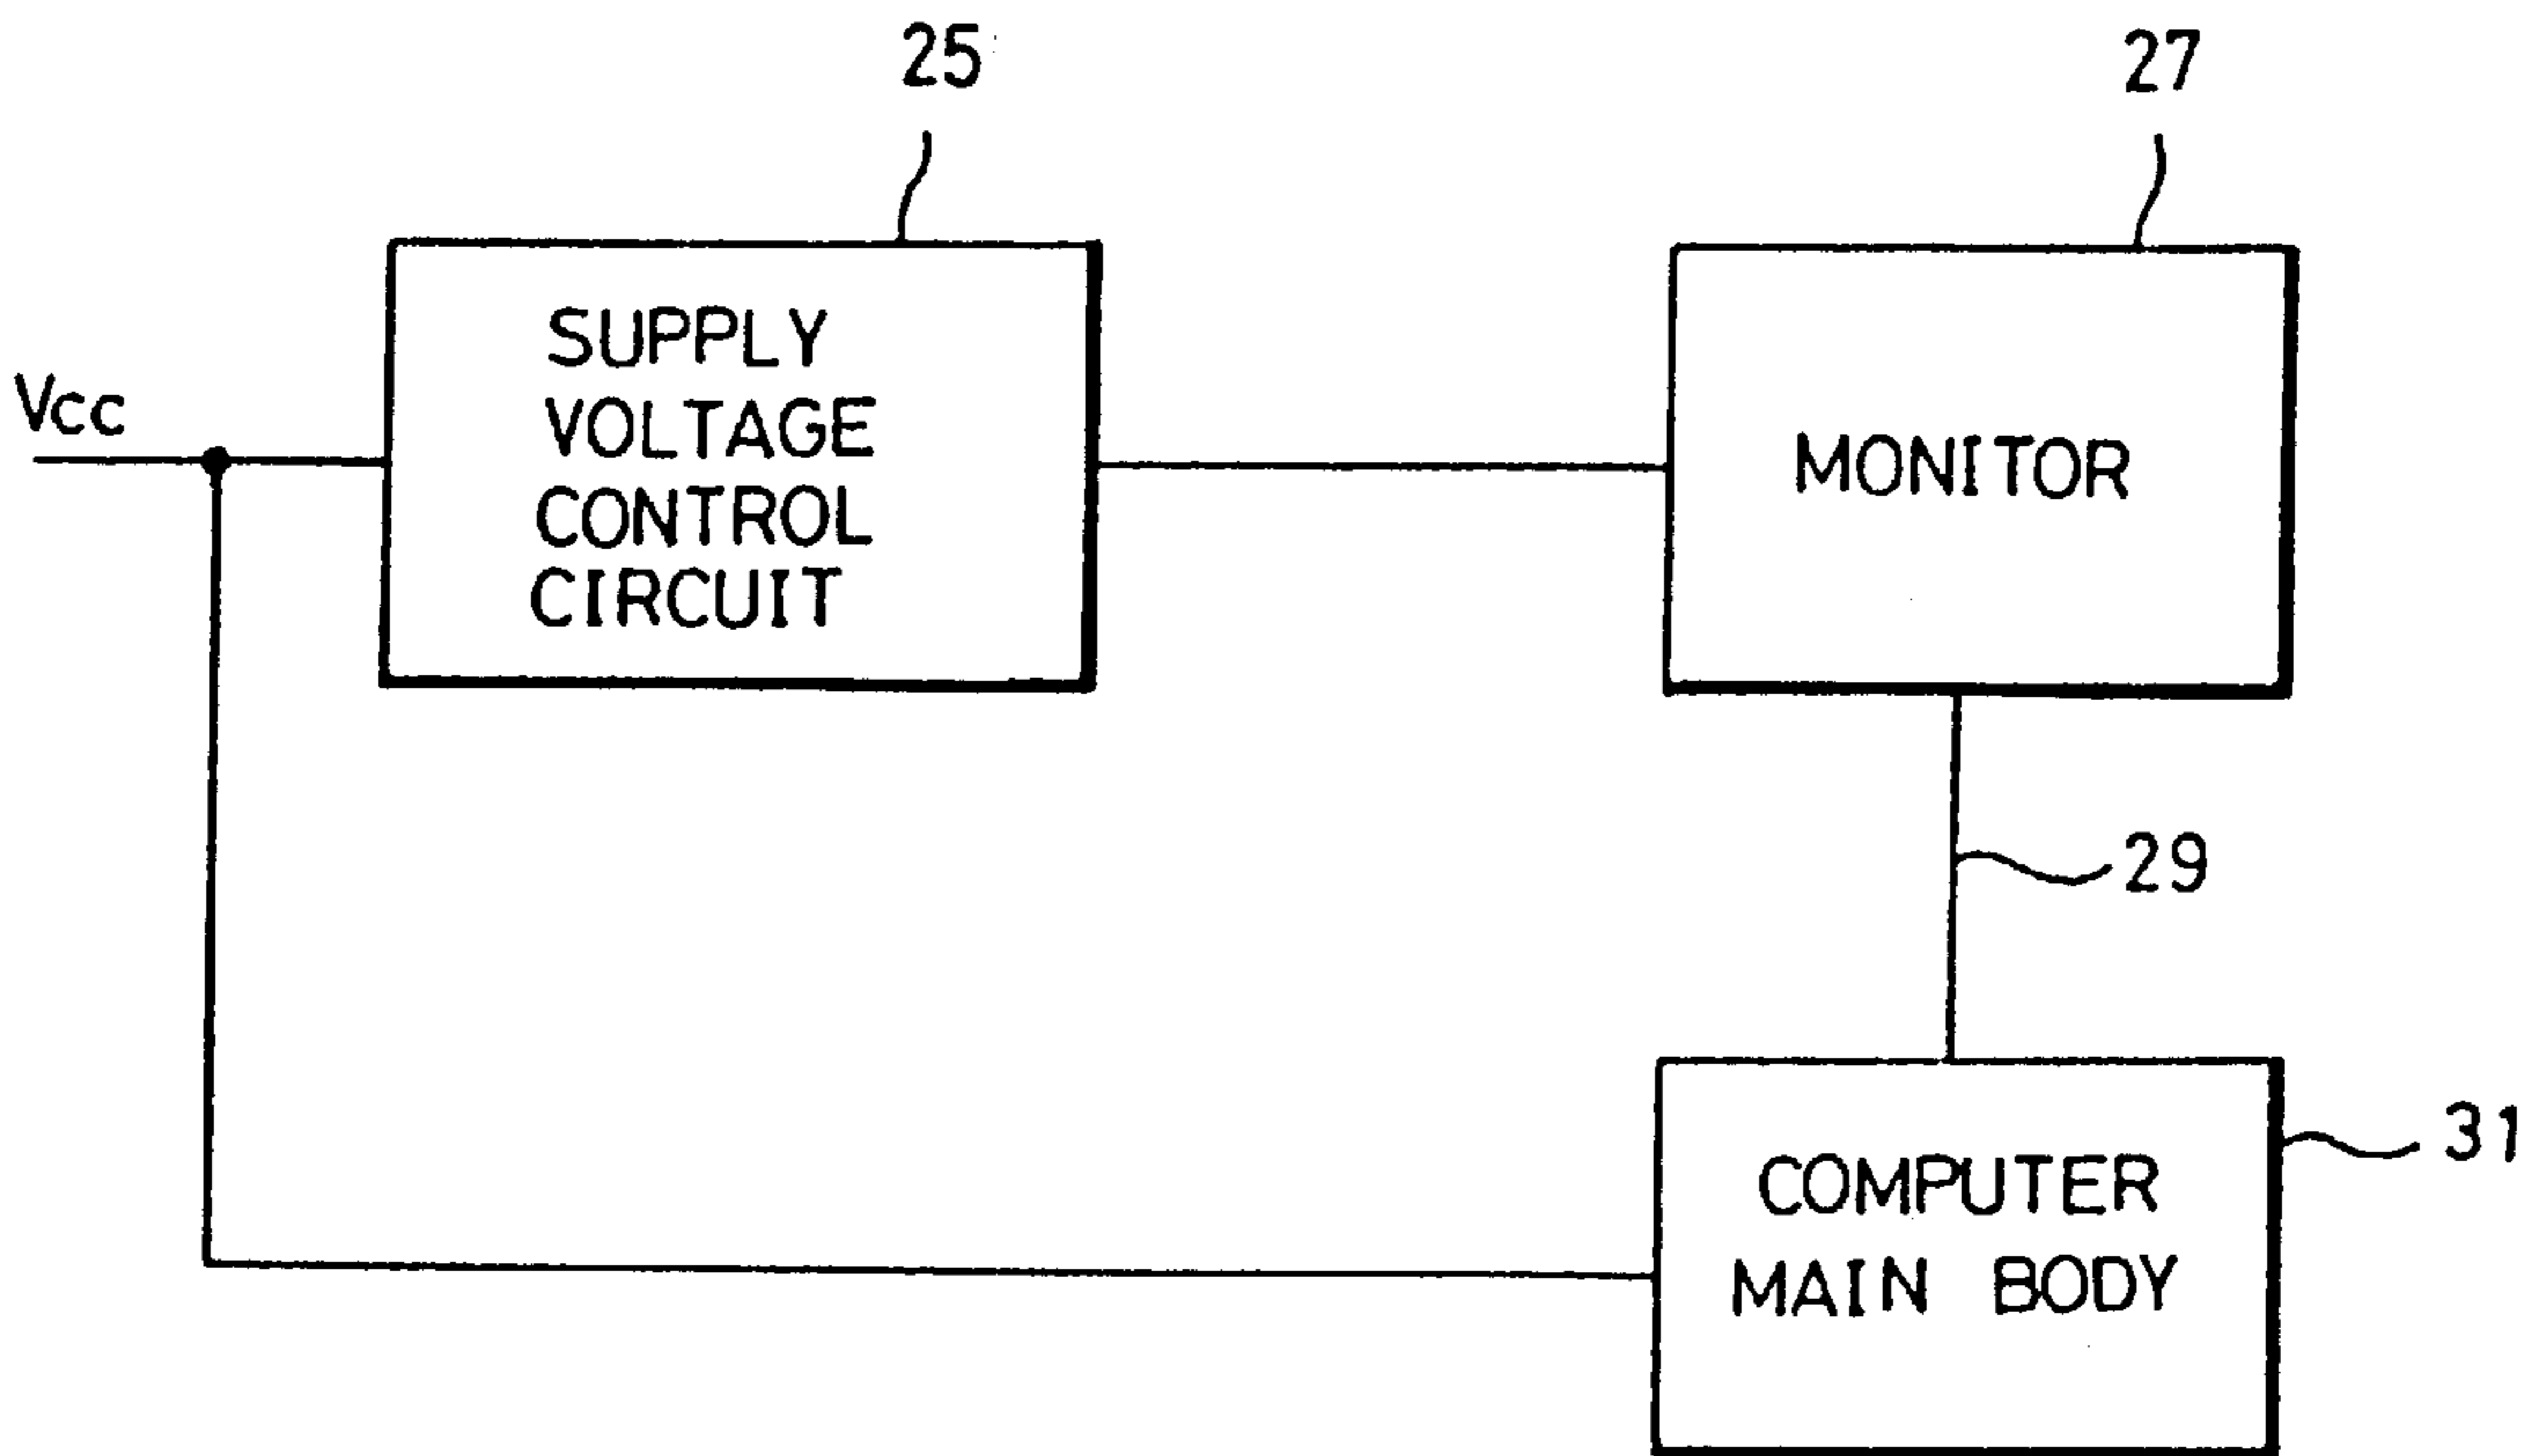 25
27
Vcc
SUPPLY
VOLTAGE
CONTROL
CIRCUIT
MONITOR
29
31
COMPUTER
MAIN BODY